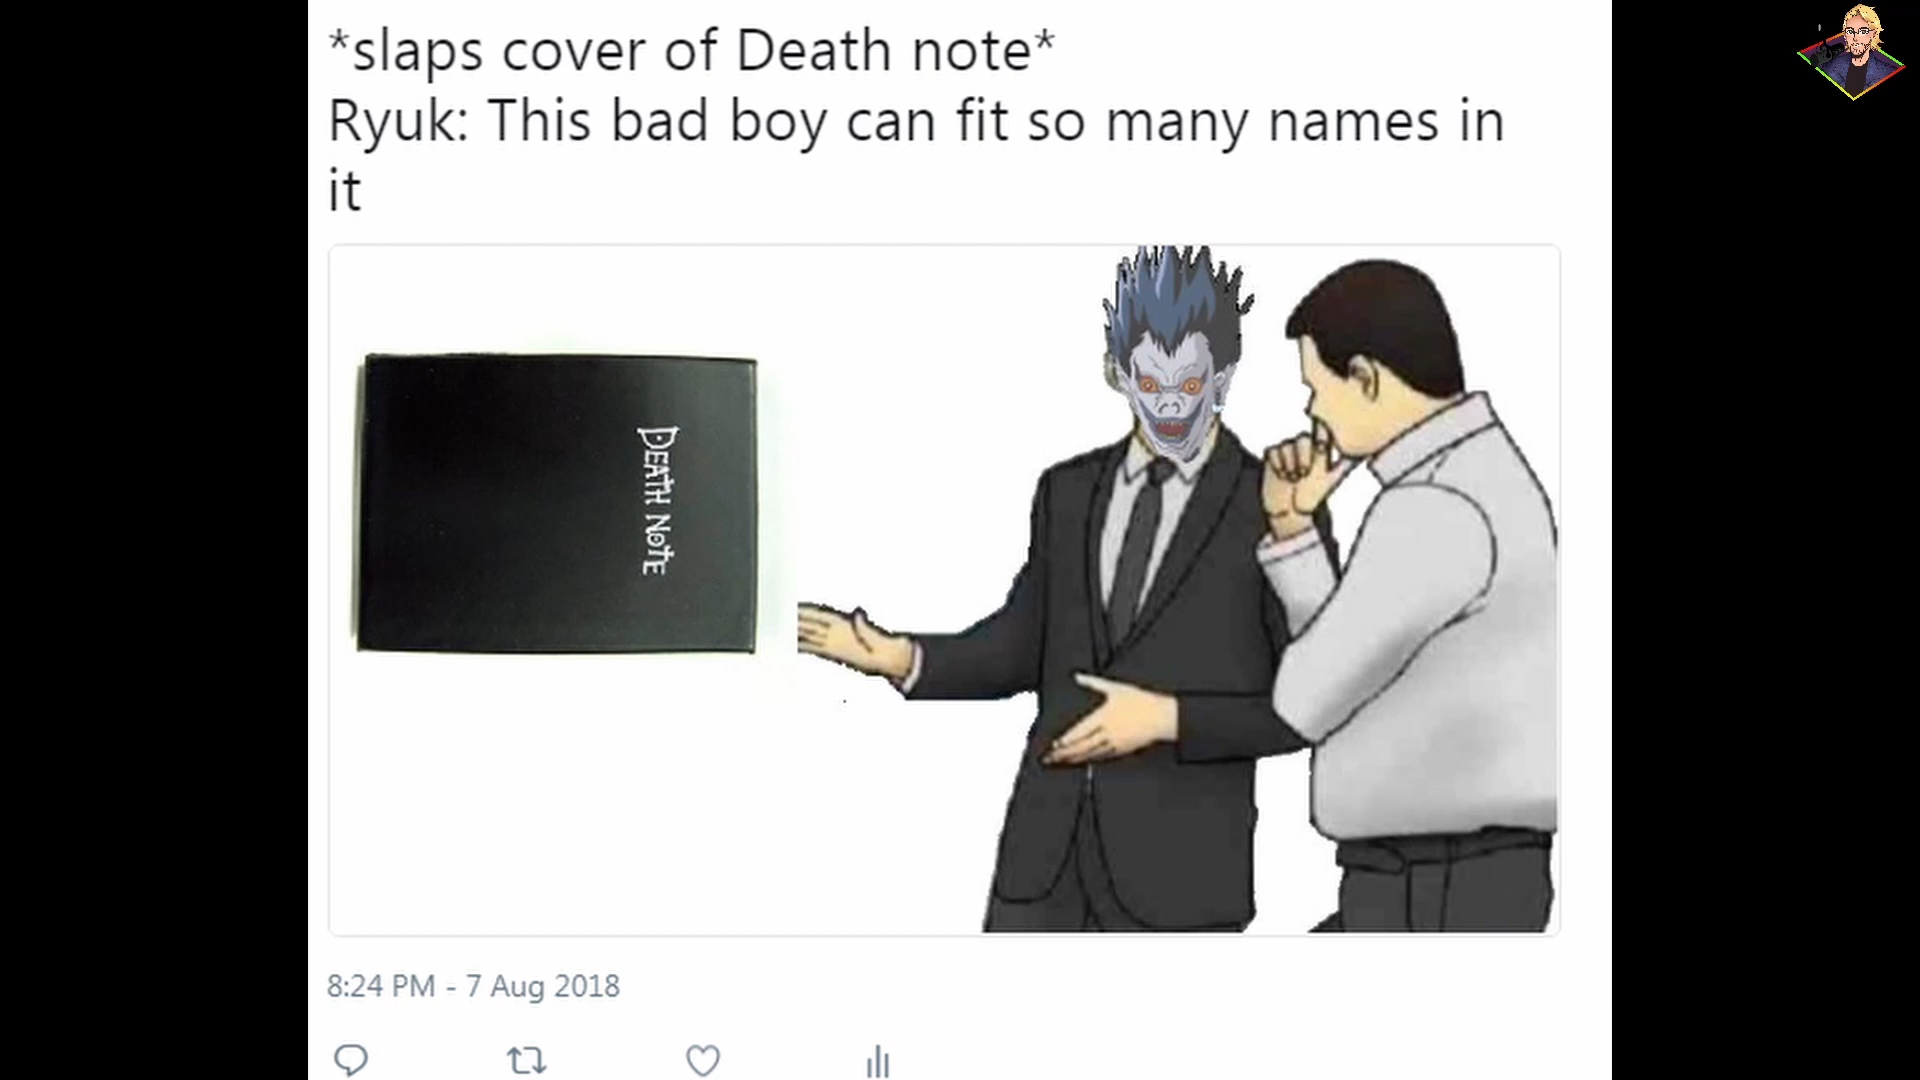 *slaps cover of Death note*
Ryuk: This bad boy can fit so many names in
it
DEATH NOTE
8:24 PM - 7 Aug 2018